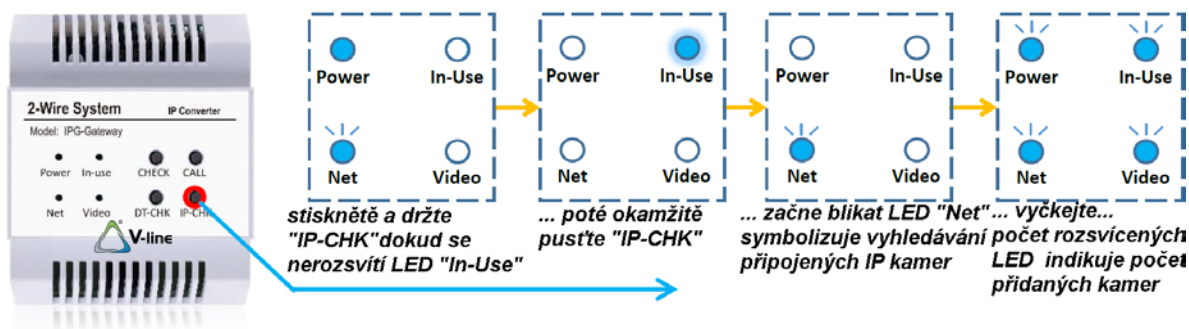 2-Wire System IP Converter
Model: IPG-Gateway
Power In-use CHECK CALL
Net Video DT-CHK IP-CHK
V-line
Power In-Use
Net Video
stisknětě a držte
"IP-CHK"dokud se
nerozsvítí LED "In-Use"
Power In-Use
Net Video
... poté okamžitě
pusťte "IP-CHK"
Power In-Use
Net Video
... začne blikat LED "Net"
symbolizuje vyhledávání
připojených IP kamer
Power In-Use
Net Video
... vyčkejte...
počet rozsvícených
LED indikuje počet
přidaných kamer